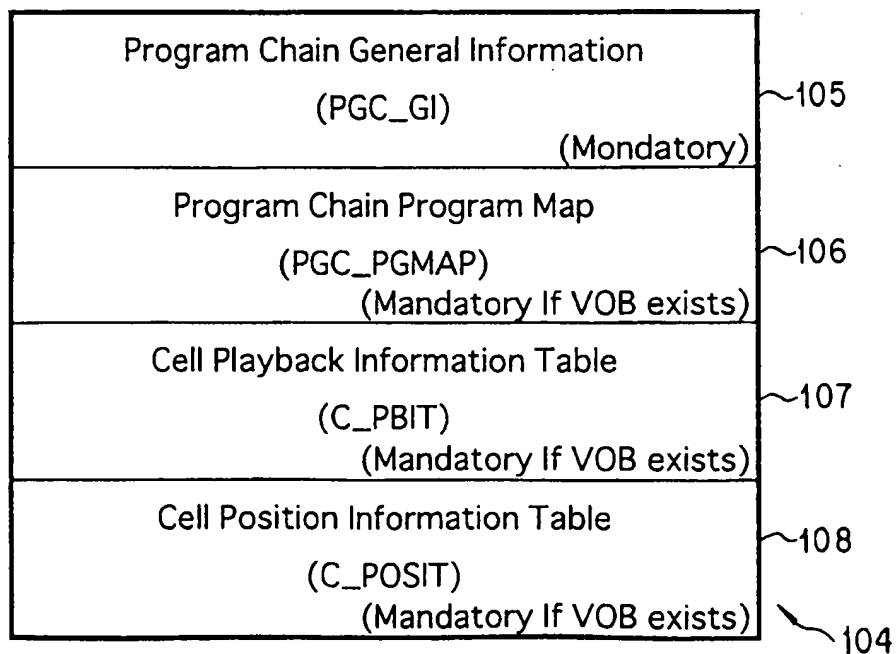 Program Chain General Information
(PGC_GI)
(Mondatory)
105
Program Chain Program Map
(PGC_PGMAP)
(Mandatory If VOB exists)
106
Cell Playback Information Table
(C_PBIT)
(Mandatory If VOB exists)
107
Cell Position Information Table
(C_POSIT)
(Mandatory If VOB exists)
108
104